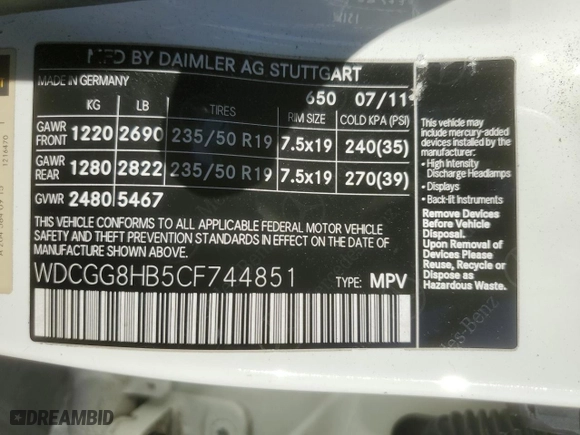 MFD BY DAIMLER AG STUTTGART
MADE IN GERMANY
650 07/11
KG LB TIRES RIM SIZE COLD KPA (PSI)
GAWR FRONT 1220 2690 235/50 R19 7.5x19 240(35)
GAWR REAR 1280 2822 235/50 R19 7.5x19 270(39)
GVWR 2480 5467
THIS VEHICLE CONFORMS TO ALL APPLICABLE FEDERAL MOTOR VEHICLE
SAFETY, BUMPER, AND THEFT PREVENTION STANDARDS IN EFFECT ON THE DATE OF
MANUFACTURE SHOWN ABOVE.
WDCGG8HB5CF744851 TYPE: MPV
This vehicle may
include mercury-added
devices installed by the
manufacturer:
• High Intensity
Discharge Headlamps
• Displays
• Back-lit Instruments
Remove Devices
Before Vehicle
Disposal.
Upon Removal of
Devices Please
Reuse, Recycle or
Dispose as
Hazardous Waste.
Mercedes-Benz
1216470
DREAMBID